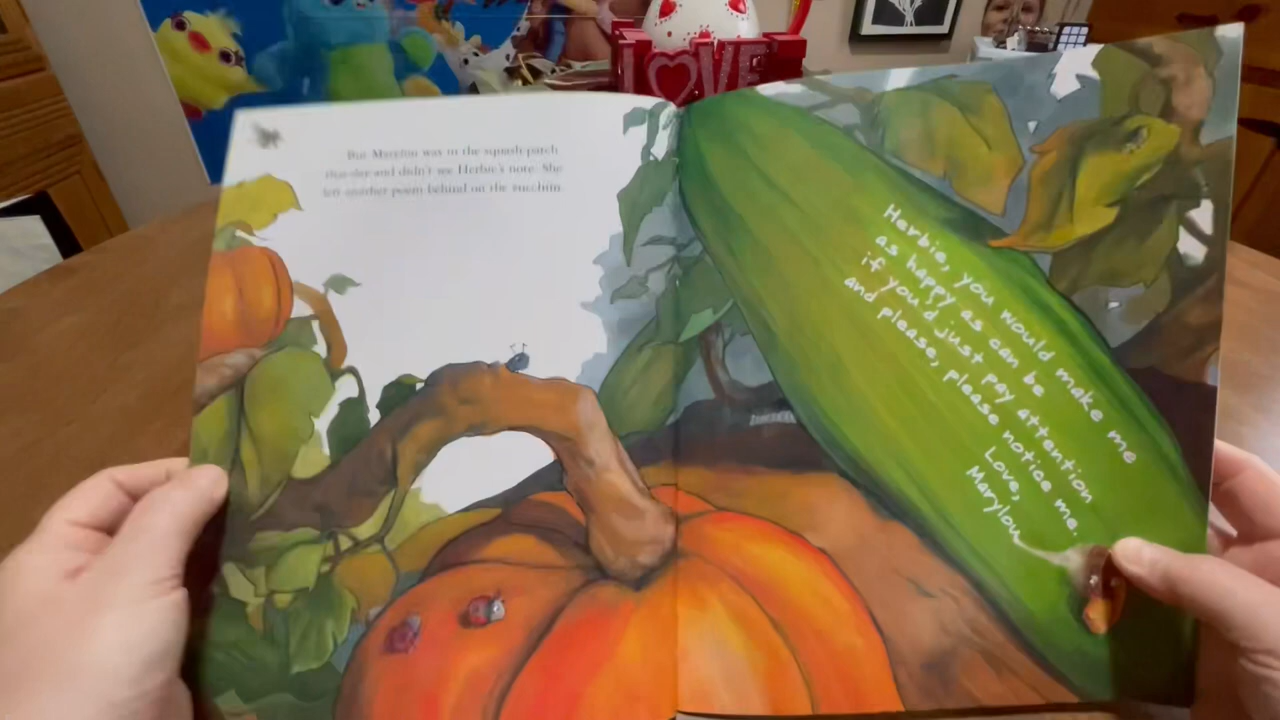 LOVE
But Marylou was in the squash patch
that day and didn't see Herbie's note. She
left another poem behind on the zucchini.
Herbie, you would make me
as happy as can be
if you'd just pay attention
and please, please notice me.
Love,
Marylou